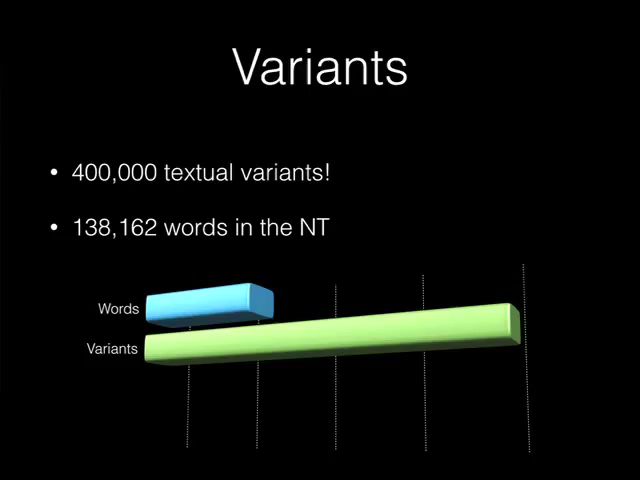 Variants
• 400,000 textual variants!
• 138,162 words in the NT
Words
Variants